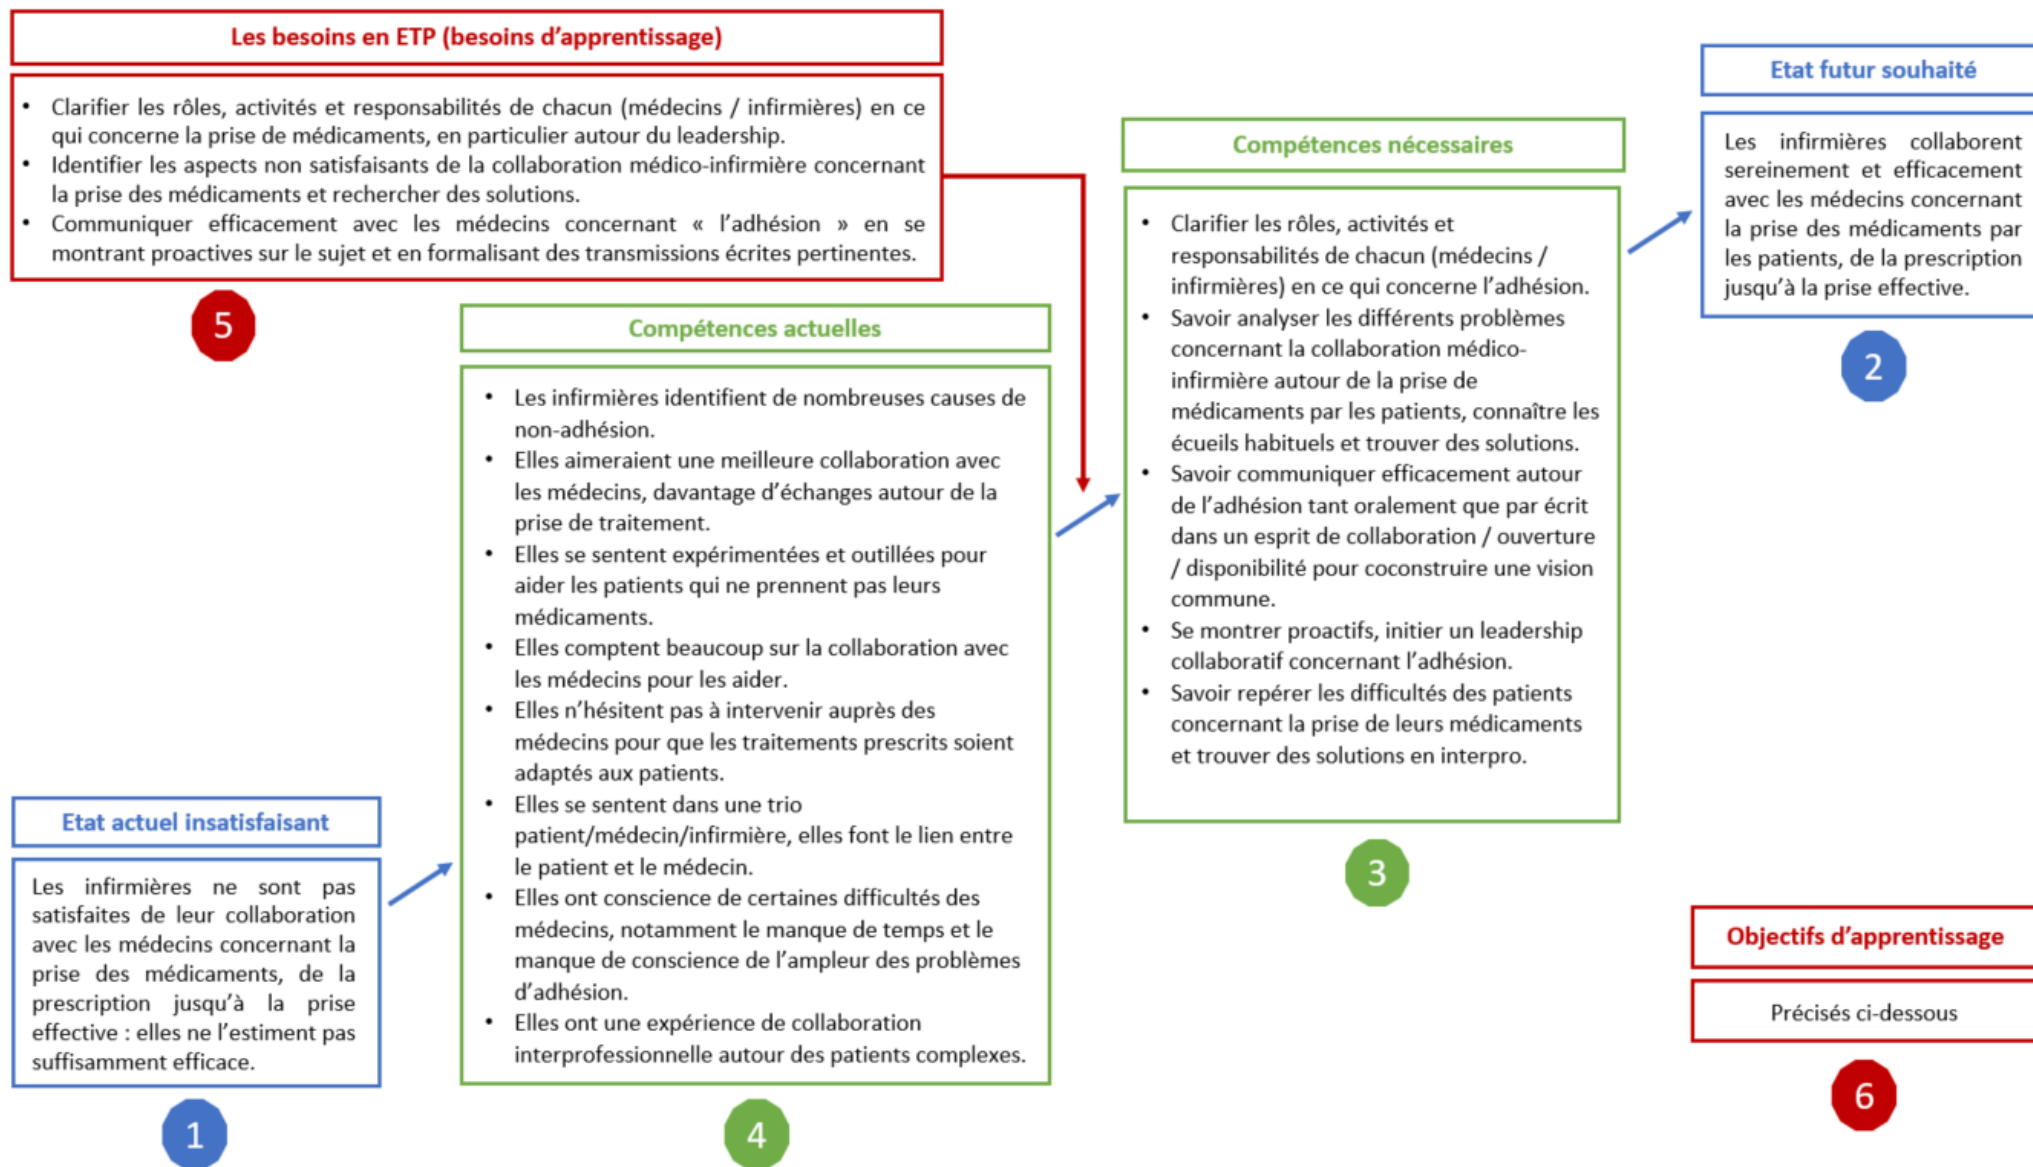 Les besoins en ETP (besoins d’apprentissage)
• Clarifier les rôles, activités et responsabilités de chacun (médecins / infirmières) en ce
qui concerne la prise de médicaments, en particulier autour du leadership.
• Identifier les aspects non satisfaisants de la collaboration médico-infirmière concernant
la prise des médicaments et rechercher des solutions.
• Communiquer efficacement avec les médecins concernant « l’adhésion » en se
montrant proactives sur le sujet et en formalisant des transmissions écrites pertinentes.
5
Compétences actuelles
• Les infirmières identifient de nombreuses causes de
non-adhésion.
• Elles aimeraient une meilleure collaboration avec
les médecins, davantage d’échanges autour de la
prise de traitement.
• Elles se sentent expérimentées et outillées pour
aider les patients qui ne prennent pas leurs
médicaments.
• Elles comptent beaucoup sur la collaboration avec
les médecins pour les aider.
• Elles n’hésitent pas à intervenir auprès des
médecins pour que les traitements prescrits soient
adaptés aux patients.
• Elles se sentent dans une trio
patient/médecin/infirmière, elles font le lien entre
le patient et le médecin.
• Elles ont conscience de certaines difficultés des
médecins, notamment le manque de temps et le
manque de conscience de l’ampleur des problèmes
d’adhésion.
• Elles ont une expérience de collaboration
interprofessionnelle autour des patients complexes.
4
Etat actuel insatisfaisant
Les infirmières ne sont pas
satisfaites de leur collaboration
avec les médecins concernant la
prise des médicaments, de la
prescription jusqu’à la prise
effective : elles ne l’estiment pas
suffisamment efficace.
1
Compétences nécessaires
• Clarifier les rôles, activités et
responsabilités de chacun (médecins /
infirmières) en ce qui concerne l’adhésion.
• Savoir analyser les différents problèmes
concernant la collaboration médico-
infirmière autour de la prise de
médicaments par les patients, connaître les
écueils habituels et trouver des solutions.
• Savoir communiquer efficacement autour
de l’adhésion tant oralement que par écrit
dans un esprit de collaboration / ouverture
/ disponibilité pour coconstruire une vision
commune.
• Se montrer proactifs, initier un leadership
collaboratif concernant l’adhésion.
• Savoir repérer les difficultés des patients
concernant la prise de leurs médicaments
et trouver des solutions en interpro.
3
Etat futur souhaité
Les infirmières collaborent
sereinement et efficacement
avec les médecins concernant
la prise des médicaments par
les patients, de la prescription
jusqu’à la prise effective.
2
Objectifs d’apprentissage
Précisés ci-dessous
6